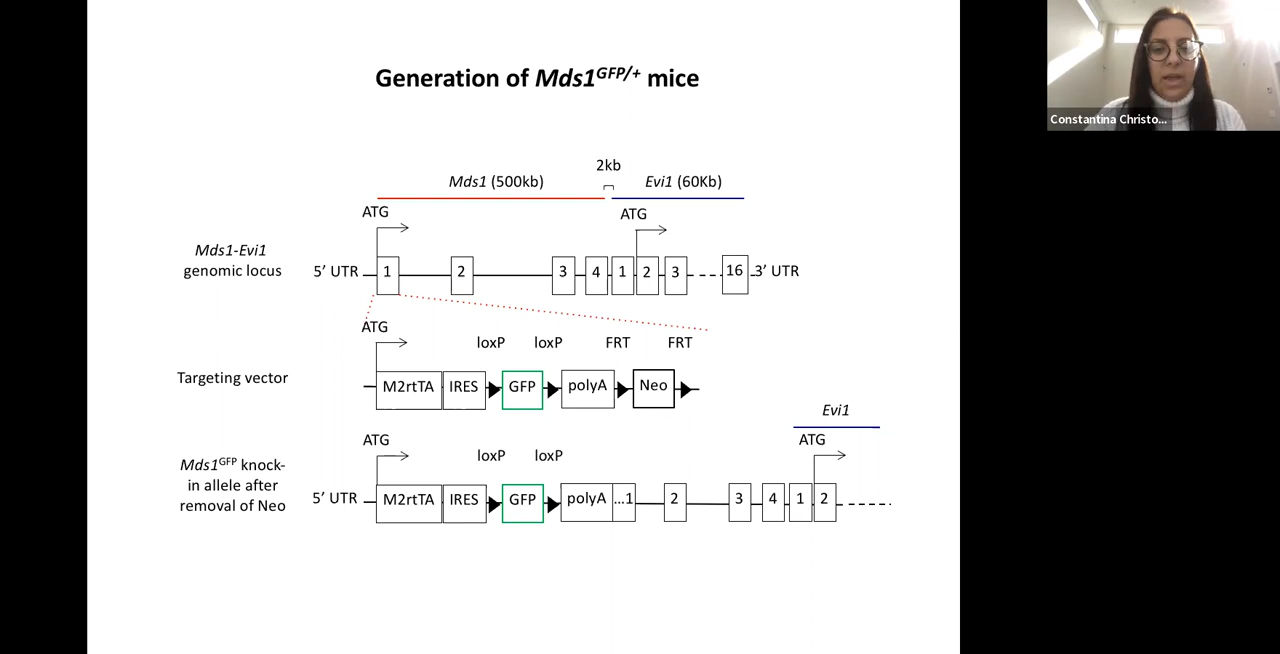 Generation of Mds1GFP/+ mice
Constantina Christo...
2kb
Mds1 (500kb)
Evi1 (60Kb)
ATG
ATG
Mds1-Evi1
genomic locus
5’ UTR 1 2 3 4 1 2 3 16 3’ UTR
ATG
loxP loxP FRT FRT
Targeting vector
M2rtTA IRES GFP polyA Neo
Evi1
ATG
ATG
loxP loxP
Mds1GFP knock-
in allele after
removal of Neo
5’ UTR M2rtTA IRES GFP polyA ...1 2 3 4 1 2